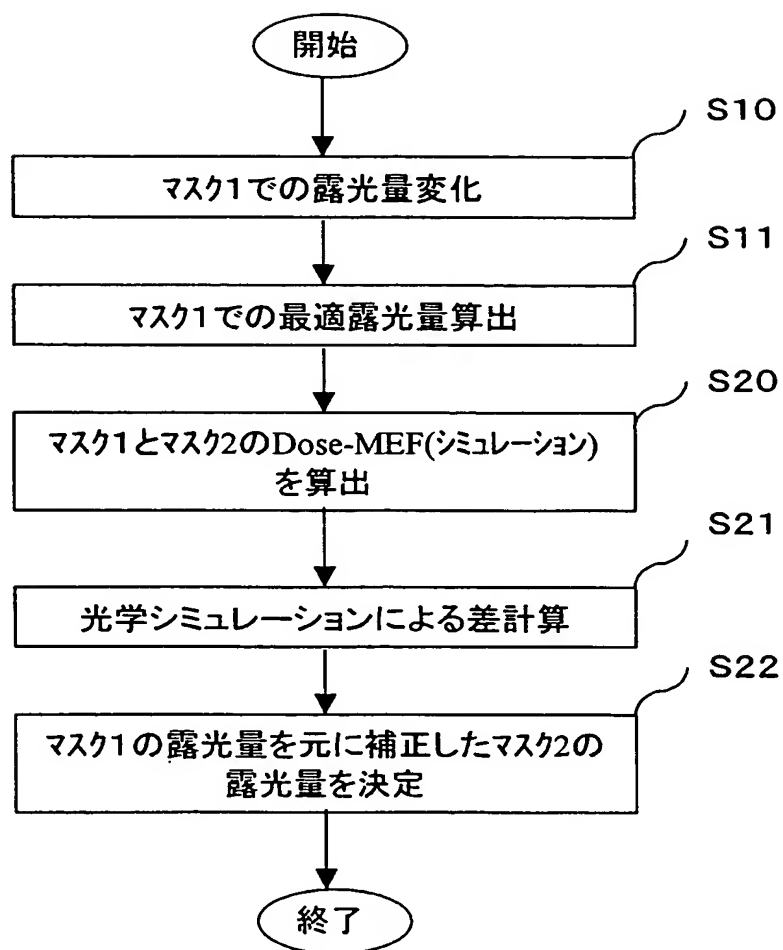 開始
S10
マスク1での露光量変化
S11
マスク1での最適露光量算出
S20
マスク1とマスク2のDose-MEF(シミュレーション)
を算出
S21
光学シミュレーションによる差計算
S22
マスク1の露光量を元に補正したマスク2の
露光量を決定
終了